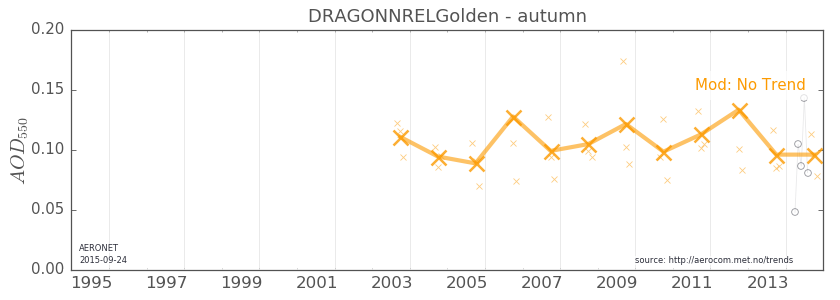 DRAGONNRELGolden - autumn
0.20
0.15
0.10
0.05
0.00
AOD550
Mod: No Trend
AERONET
2015-09-24
source: http://aerocom.met.no/trends
1995 1997 1999 2001 2003 2005 2007 2009 2011 2013